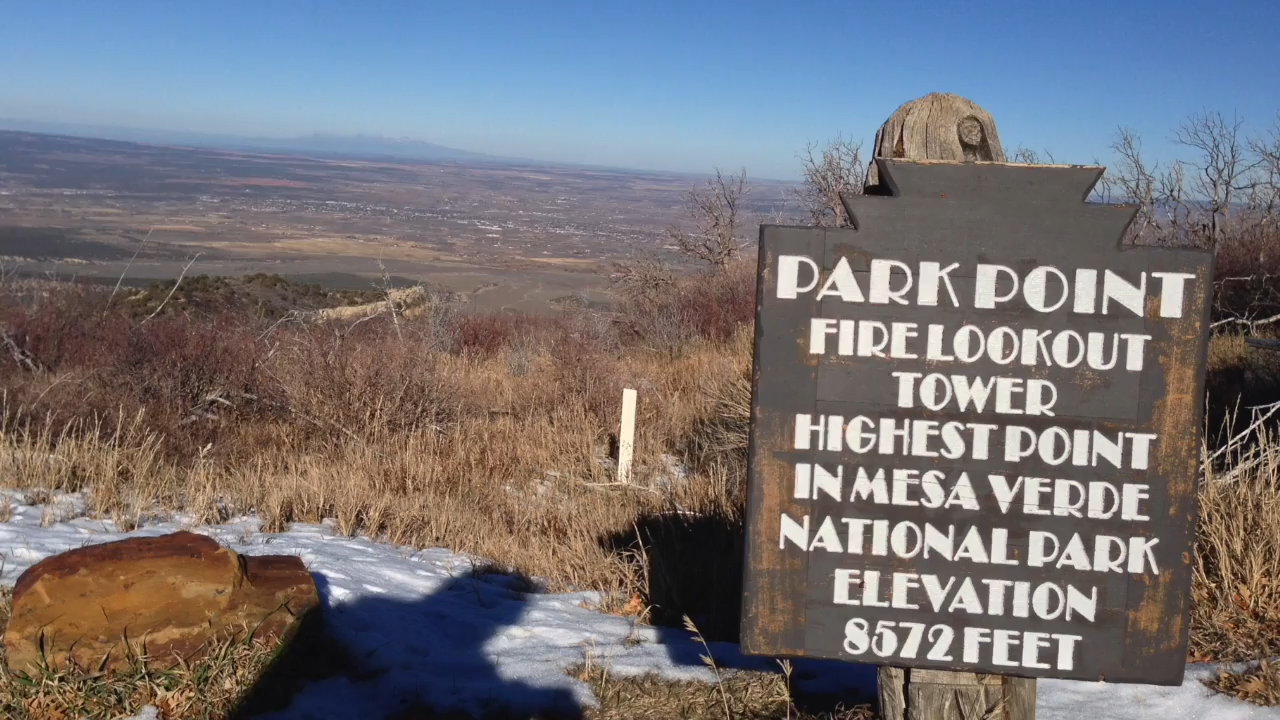 PARK POINT
FIRE LOOKOUT
TOWER
HIGHEST POINT
IN MESA VERDE
NATIONAL PARK
ELEVATION
8572 FEET